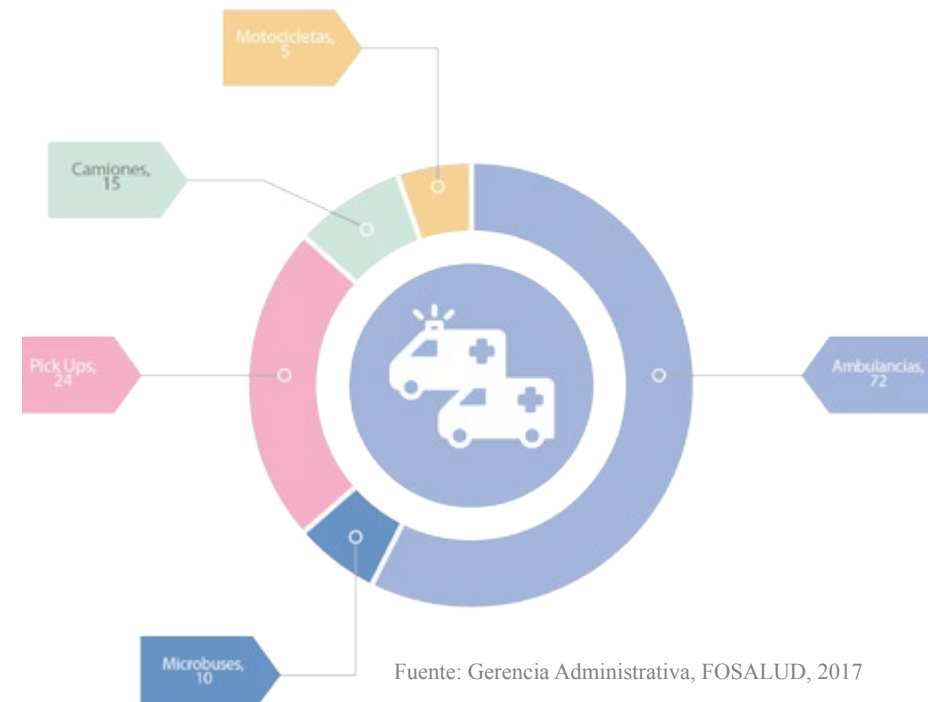 Motocicletas,
5
Camiones,
15
Pick Ups,
24
Ambulancias,
72
Microbuses,
10
Fuente: Gerencia Administrativa, FOSALUD, 2017